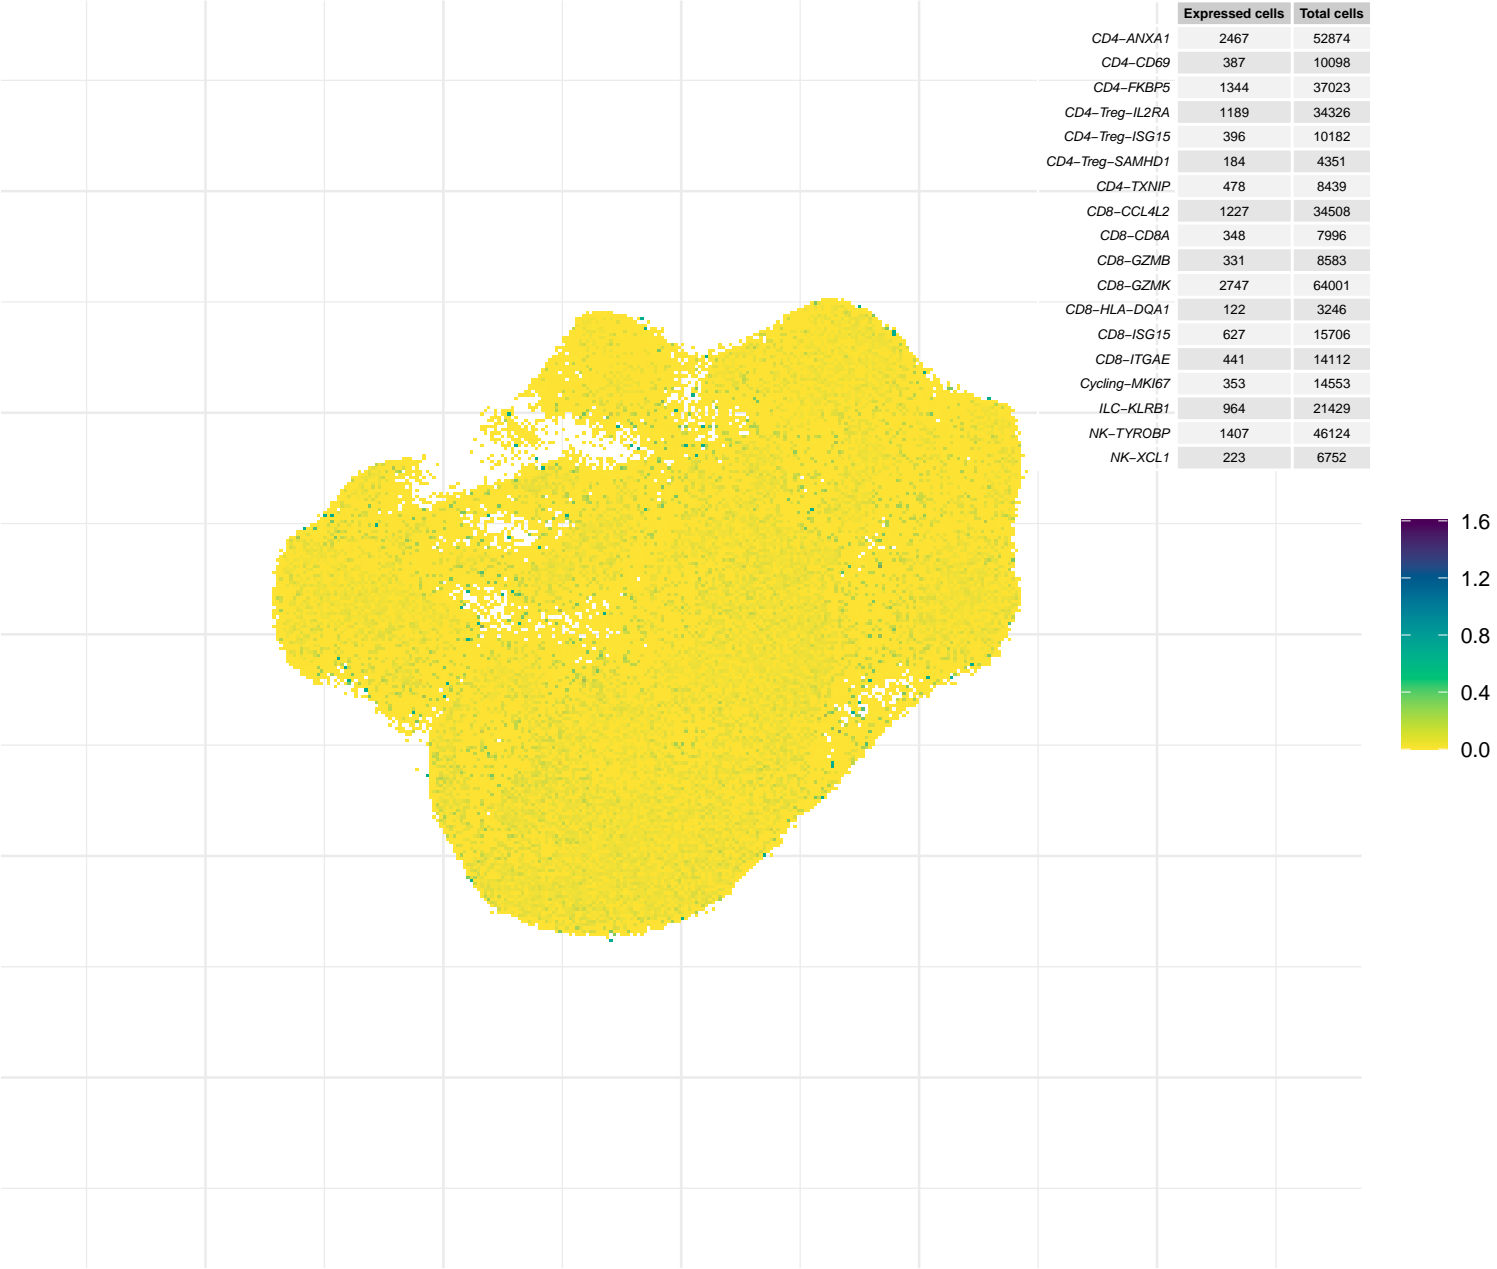 Expressed cells Total cells
CD4−ANXA1 2467 52874
CD4−CD69 387 10098
CD4−FKBP5 1344 37023
CD4−Treg−IL2RA 1189 34326
CD4−Treg−ISG15 396 10182
CD4−Treg−SAMHD1 184 4351
CD4−TXNIP 478 8439
CD8−CCL4L2 1227 34508
CD8−CD8A 348 7996
CD8−GZMB 331 8583
CD8−GZMK 2747 64001
CD8−HLA−DQA1 122 3246
CD8−ISG15 627 15706
CD8−ITGAE 441 14112
Cycling−MKI67 353 14553
ILC−KLRB1 964 21429
NK−TYROBP 1407 46124
NK−XCL1 223 6752
1.6
1.2
0.8
0.4
0.0